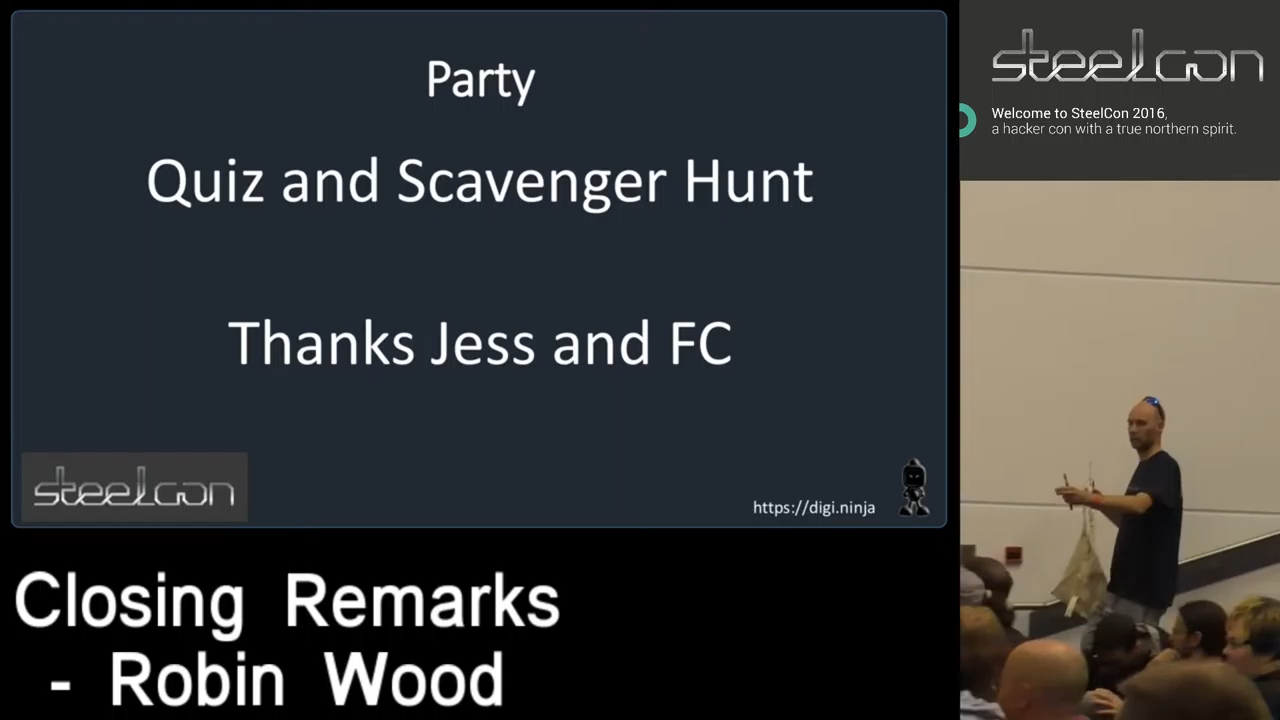 Party
Quiz and Scavenger Hunt
Thanks Jess and FC
steelcon
https://digi.ninja
Closing Remarks
- Robin Wood
steelcon
Welcome to SteelCon 2016,
a hacker con with a true northern spirit.